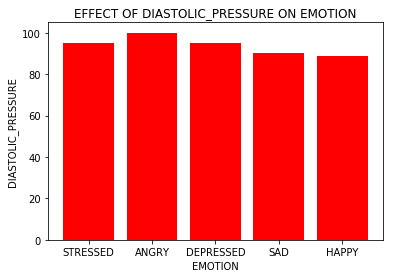 EFFECT OF DIASTOLIC_PRESSURE ON EMOTION
DIASTOLIC_PRESSURE
100
80
60
40
20
0
STRESSED ANGRY DEPRESSED SAD HAPPY
EMOTION